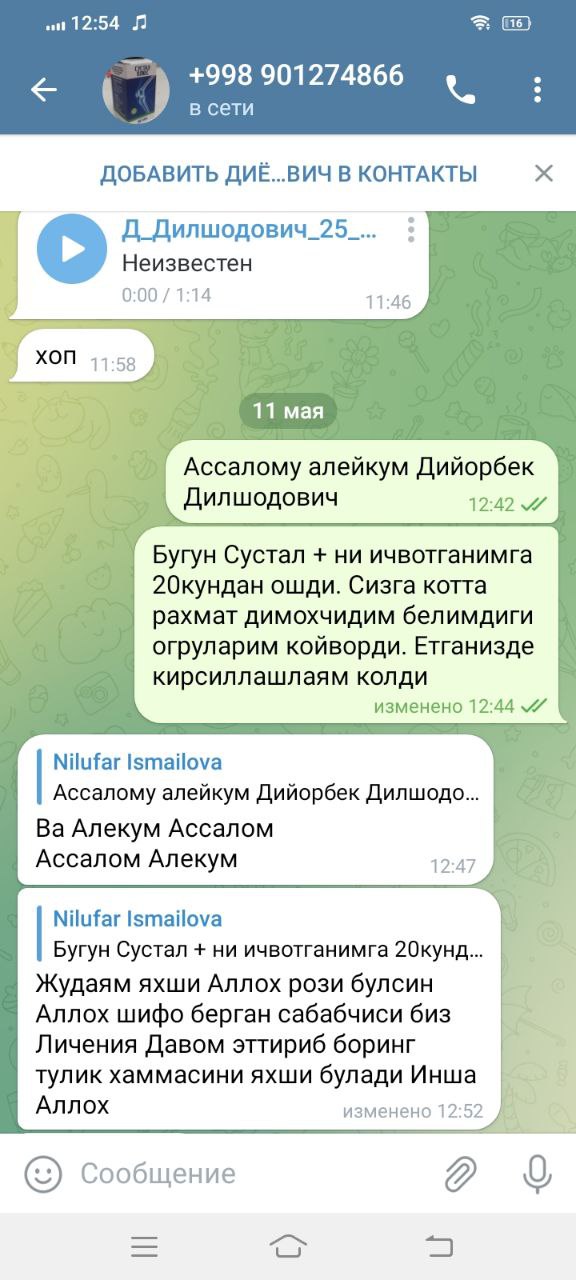 12:54
16
+998 901274866
в сети
ДОБАВИТЬ ДИЁ...ВИЧ В КОНТАКТЫ
Д_Дилшодович_25_...
Неизвестен
0:00 / 1:14
11:46
хоп 11:58
11 мая
Ассалому алейкум Дийорбек
Дилшодович
12:42
Бугун Сустал + ни ичвотганимга
20кундан ошди. Сизга котта
рахмат димохчидим белимдиги
огруларим койворди. Етганизде
кирсиллашлаям колди
изменено 12:44
Nilufar Ismailova
Ассалому алейкум Дийорбек Дилшодо...
Ва Алекум Ассалом
Ассалом Алекум
12:47
Nilufar Ismailova
Бугун Сустал + ни ичвотганимга 20кунд...
Жудаям яхши Аллох рози булсин
Аллох шифо берган сабабчиси биз
Личения Давом эттириб боринг
тулик хаммасини яхши булади Инша
Аллох
изменено 12:52
Сообщение